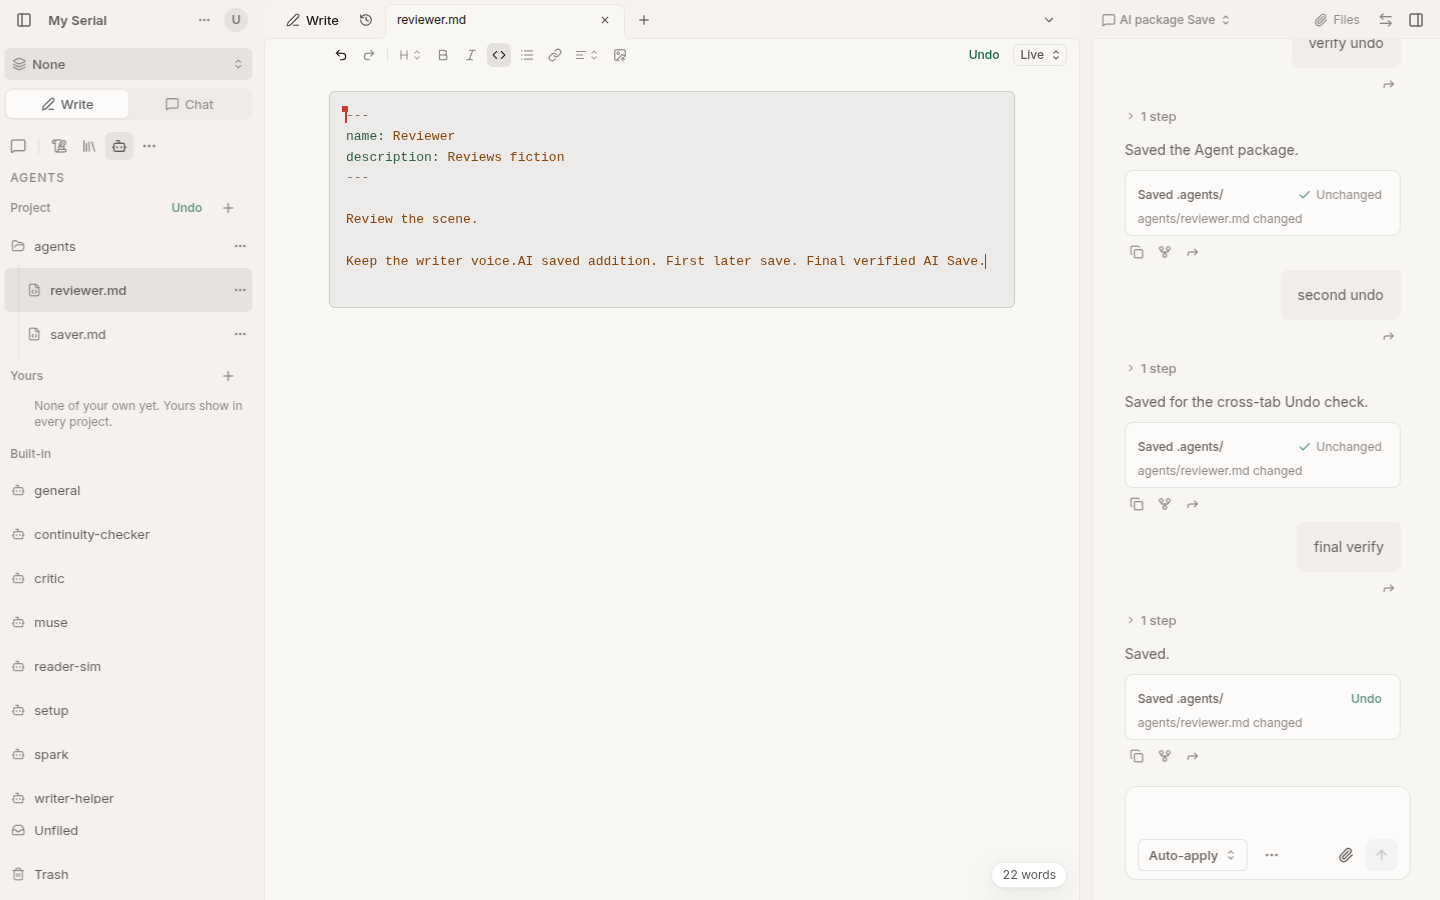 My Serial
U
None
Write
Chat
AGENTS
Project
Undo
agents
reviewer.md
saver.md
Yours
None of your own yet. Yours show in
every project.
Built-in
general
continuity-checker
critic
muse
reader-sim
setup
spark
writer-helper
Unfiled
Trash
Write
reviewer.md
H
B
I
Undo
Live
---
name: Reviewer
description: Reviews fiction
---
Review the scene.
Keep the writer voice.AI saved addition. First later save. Final verified AI Save.
22 words
AI package Save
Files
verify undo
1 step
Saved the Agent package.
Saved .agents/
Unchanged
agents/reviewer.md changed
second undo
1 step
Saved for the cross-tab Undo check.
Saved .agents/
Unchanged
agents/reviewer.md changed
final verify
1 step
Saved.
Saved .agents/
Undo
agents/reviewer.md changed
Auto-apply